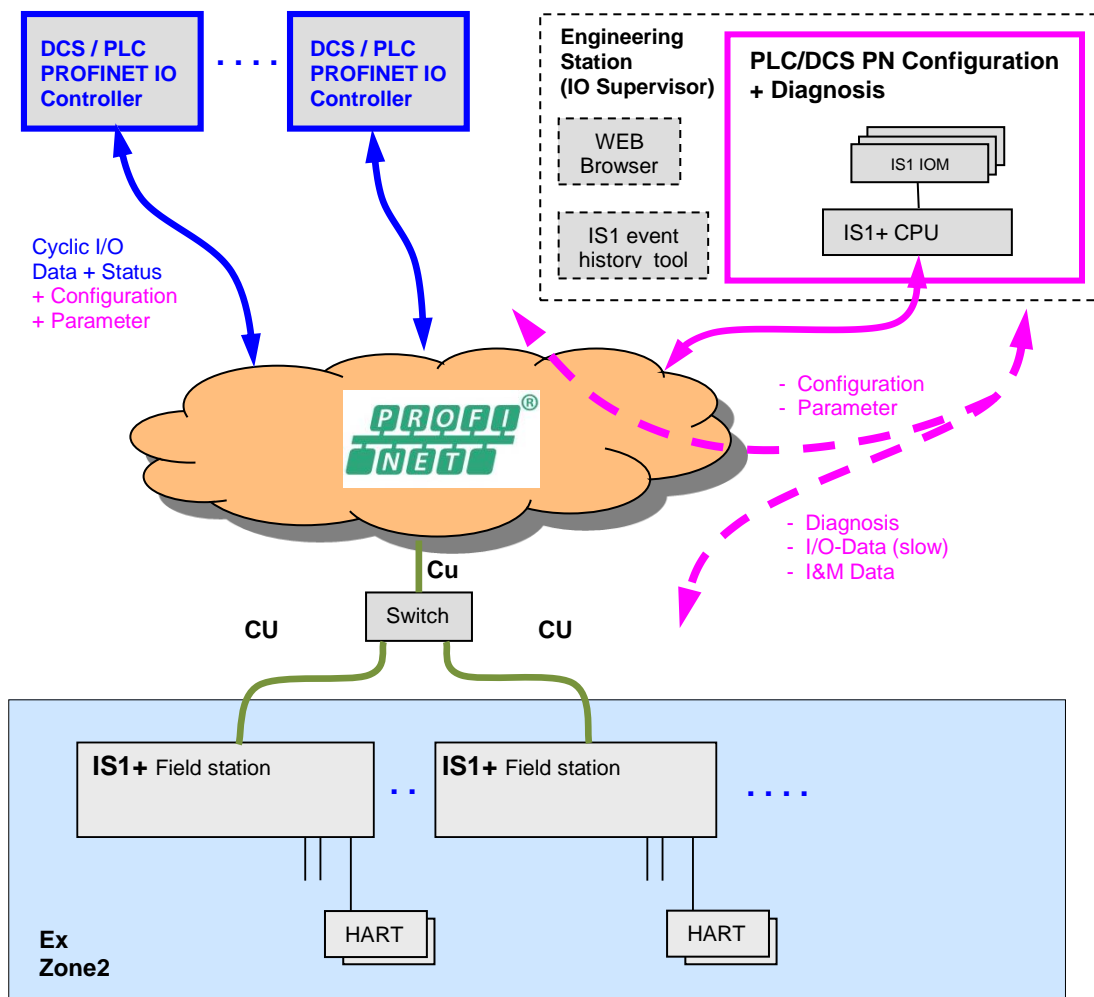 DCS / PLC
PROFINET IO
Controller
. . . .
DCS / PLC
PROFINET IO
Controller
Engineering
Station
(IO Supervisor)
PLC/DCS PN Configuration
+ Diagnosis
WEB
Browser
IS1 IOM
IS1+ CPU
IS1 event
history tool
Cyclic I/O
Data + Status
+ Configuration
+ Parameter
PROFI
NET
®
- Configuration
- Parameter
- Diagnosis
- I/O-Data (slow)
- I&M Data
Cu
Switch
CU
CU
IS1+ Field station
. .
IS1+ Field station
. . . .
HART
HART
Ex
Zone2